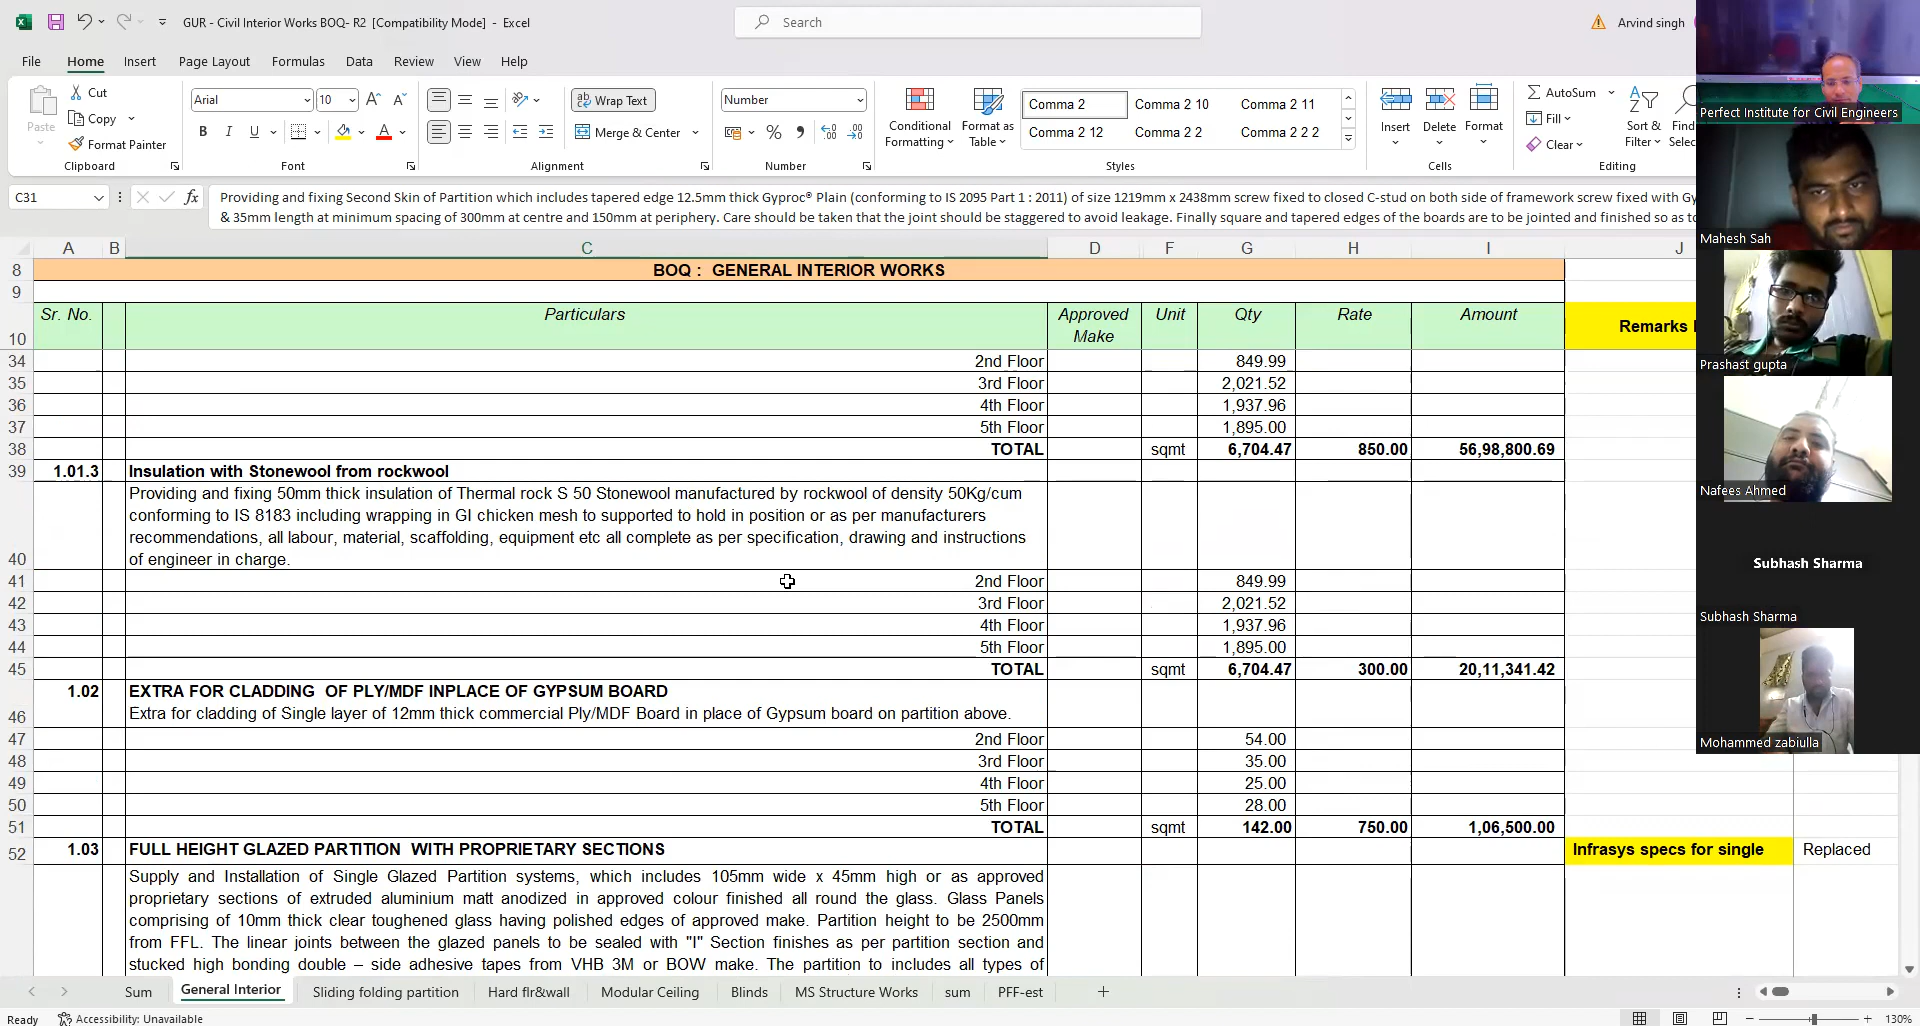 GUR - Civil Interior Works BOQ- R2 [Compatibility Mode] - Excel
Search
Arvind singh
File Home Insert Page Layout Formulas Data Review View Help
Paste
Cut
Copy
Format Painter
Clipboard
Arial 10
B I U
Font
Wrap Text
Merge & Center
Alignment
Number
Number
Conditional Formatting
Format as Table
Comma 2 Comma 2 10 Comma 2 11
Comma 2 12 Comma 2 2 Comma 2 2 2
Styles
Insert Delete Format
Cells
AutoSum
Fill
Clear
Sort & Filter
Find
Selec
Editing
C31
fx
Providing and fixing Second Skin of Partition which includes tapered edge 12.5mm thick Gyproc® Plain (conforming to IS 2095 Part 1 : 2011) of size 1219mm x 2438mm screw fixed to closed C-stud on both side of framework screw fixed with Gy
& 35mm length at minimum spacing of 300mm at centre and 150mm at periphery. Care should be taken that the joint should be staggered to avoid leakage. Finally square and tapered edges of the boards are to be jointed and finished so as to
A B C D F G H I J
8 BOQ : GENERAL INTERIOR WORKS
9
10 Sr. No. Particulars Approved Make Unit Qty Rate Amount Remarks
34 2nd Floor 849.99
35 3rd Floor 2,021.52
36 4th Floor 1,937.96
37 5th Floor 1,895.00
38 TOTAL sqmt 6,704.47 850.00 56,98,800.69
39 1.01.3 Insulation with Stonewool from rockwool
Providing and fixing 50mm thick insulation of Thermal rock S 50 Stonewool manufactured by rockwool of density 50Kg/cum
conforming to IS 8183 including wrapping in GI chicken mesh to supported to hold in position or as per manufacturers
recommendations, all labour, material, scaffolding, equipment etc all complete as per specification, drawing and instructions
40 of engineer in charge.
41 2nd Floor 849.99
42 3rd Floor 2,021.52
43 4th Floor 1,937.96
44 5th Floor 1,895.00
45 TOTAL sqmt 6,704.47 300.00 20,11,341.42
1.02 EXTRA FOR CLADDING OF PLY/MDF INPLACE OF GYPSUM BOARD
46 Extra for cladding of Single layer of 12mm thick commercial Ply/MDF Board in place of Gypsum board on partition above.
47 2nd Floor 54.00
48 3rd Floor 35.00
49 4th Floor 25.00
50 5th Floor 28.00
51 TOTAL sqmt 142.00 750.00 1,06,500.00
52 1.03 FULL HEIGHT GLAZED PARTITION WITH PROPRIETARY SECTIONS Infrasys specs for single Replaced
Supply and Installation of Single Glazed Partition systems, which includes 105mm wide x 45mm high or as approved
proprietary sections of extruded aluminium matt anodized in approved colour finished all round the glass. Glass Panels
comprising of 10mm thick clear toughened glass having polished edges of approved make. Partition height to be 2500mm
from FFL. The linear joints between the glazed panels to be sealed with "I" Section finishes as per partition section and
stucked high bonding double – side adhesive tapes from VHB 3M or BOW make. The partition to includes all types of
Sum General Interior Sliding folding partition Hard flr&wall Modular Ceiling Blinds MS Structure Works sum PFF-est
Ready Accessibility: Unavailable 130%
Perfect Institute for Civil Engineers
Mahesh Sah
Prashast gupta
Nafees Ahmed
Subhash Sharma
Subhash Sharma
Mohammed zabiulla